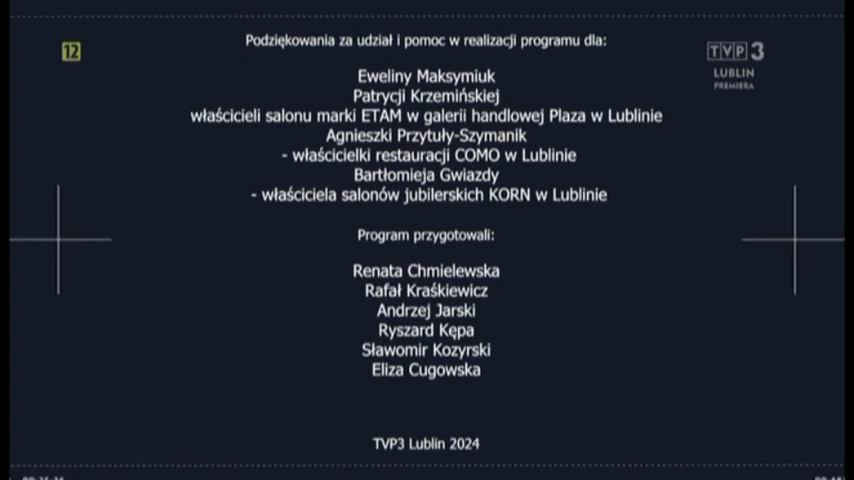 Podziękowania za udział i pomoc w realizacji programu dla:
12
TVP3
LUBLIN
PREMIERA
Eweliny Maksymiuk
Patrycji Krzemińskiej
właścicieli salonu marki ETAM w galerii handlowej Plaza w Lublinie
Agnieszki Przytuły-Szymanik
- właścicielki restauracji COMO w Lublinie
Bartłomieja Gwiazdy
- właściciela salonów jubilerskich KORN w Lublinie
Program przygotowali:
Renata Chmielewska
Rafał Kraśkiewicz
Andrzej Jarski
Ryszard Kępa
Sławomir Kozyrski
Eliza Cugowska
TVP3 Lublin 2024